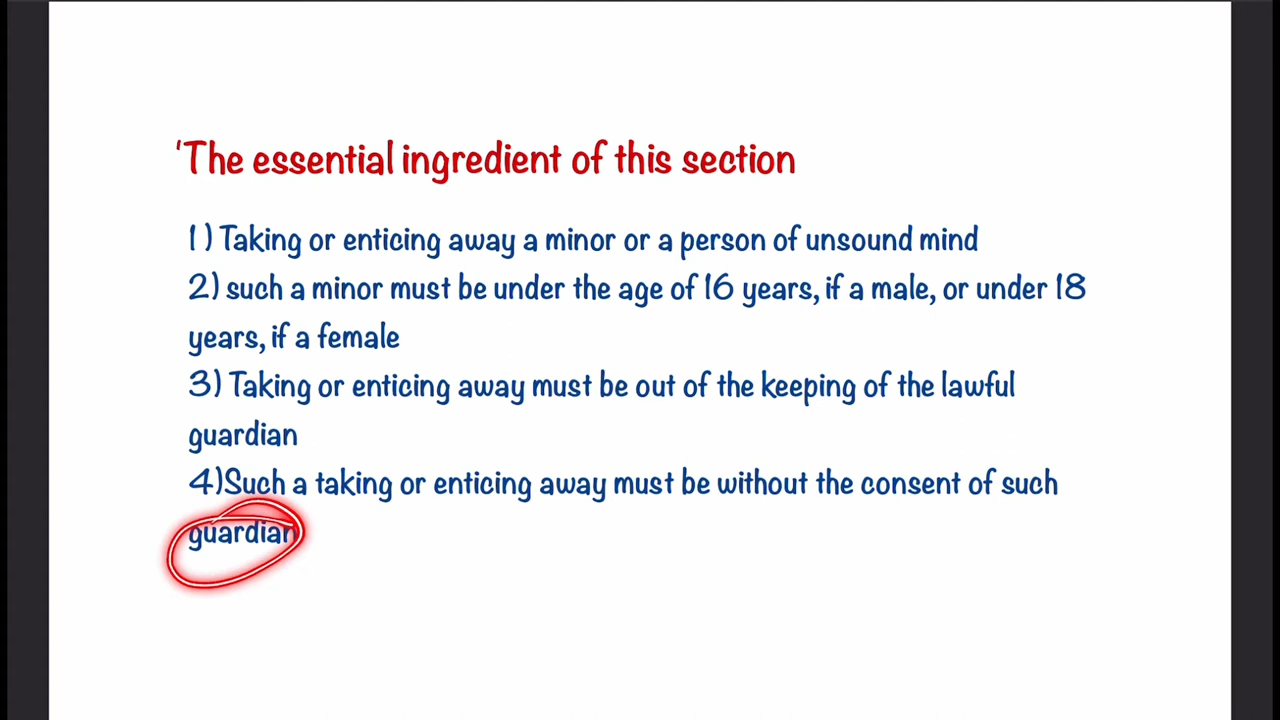 'The essential ingredient of this section
1 ) Taking or enticing away a minor or a person of unsound mind
2) such a minor must be under the age of 16 years, if a male, or under 18
years, if a female
3) Taking or enticing away must be out of the keeping of the lawful
guardian
4)Such a taking or enticing away must be without the consent of such
guardian